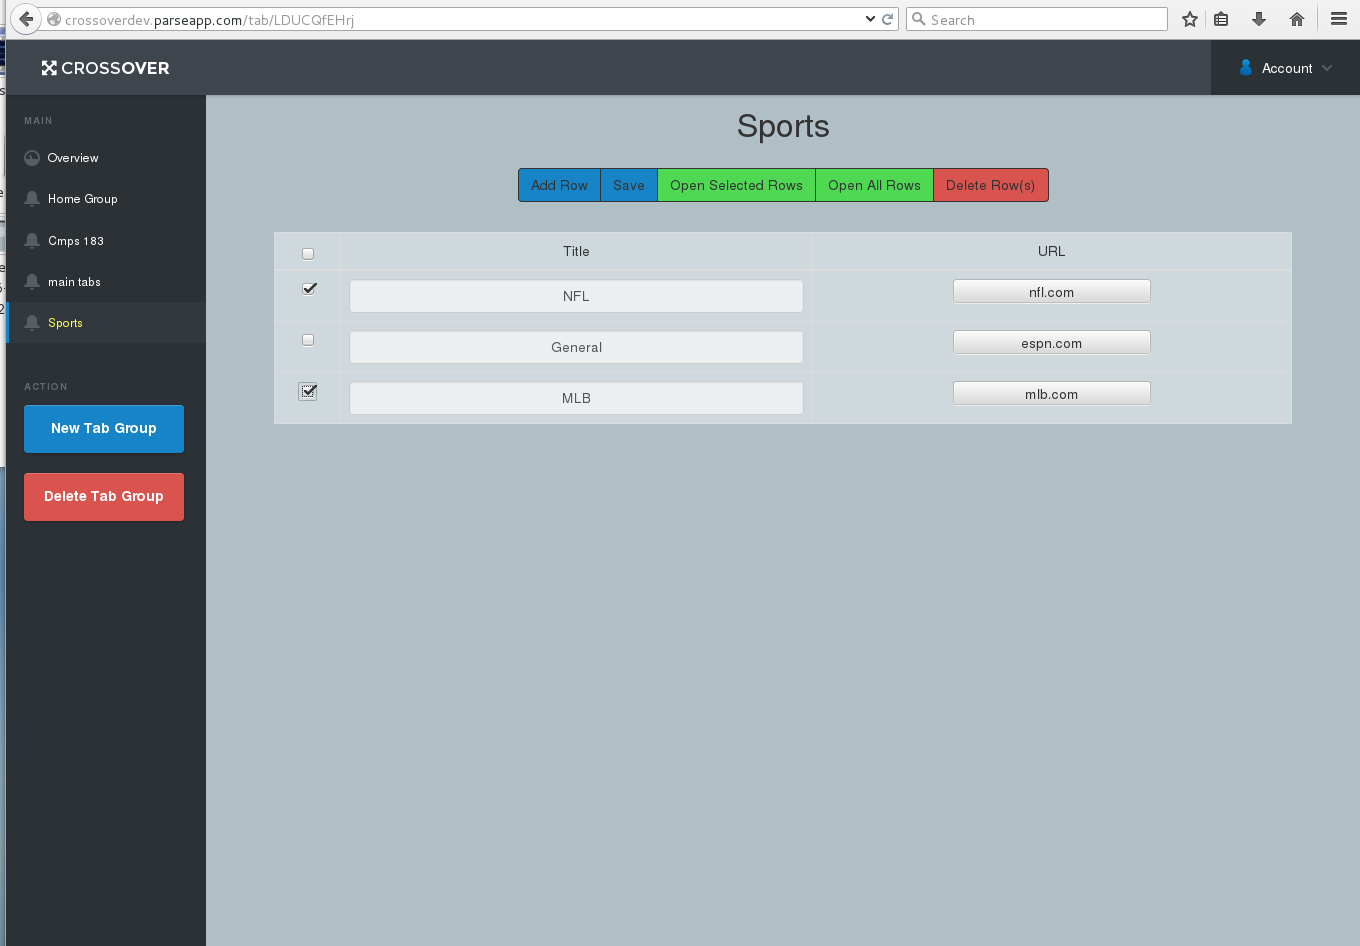 crossoverdev.parseapp.com/tab/LDUCQfEHrj
Search
CROSSOVER
Account
MAIN
Overview
Home Group
Cmps 183
main tabs
Sports
ACTION
New Tab Group
Delete Tab Group
Sports
Add Row Save Open Selected Rows Open All Rows Delete Row(s)
Title URL
NFL nfl.com
General espn.com
MLB mlb.com